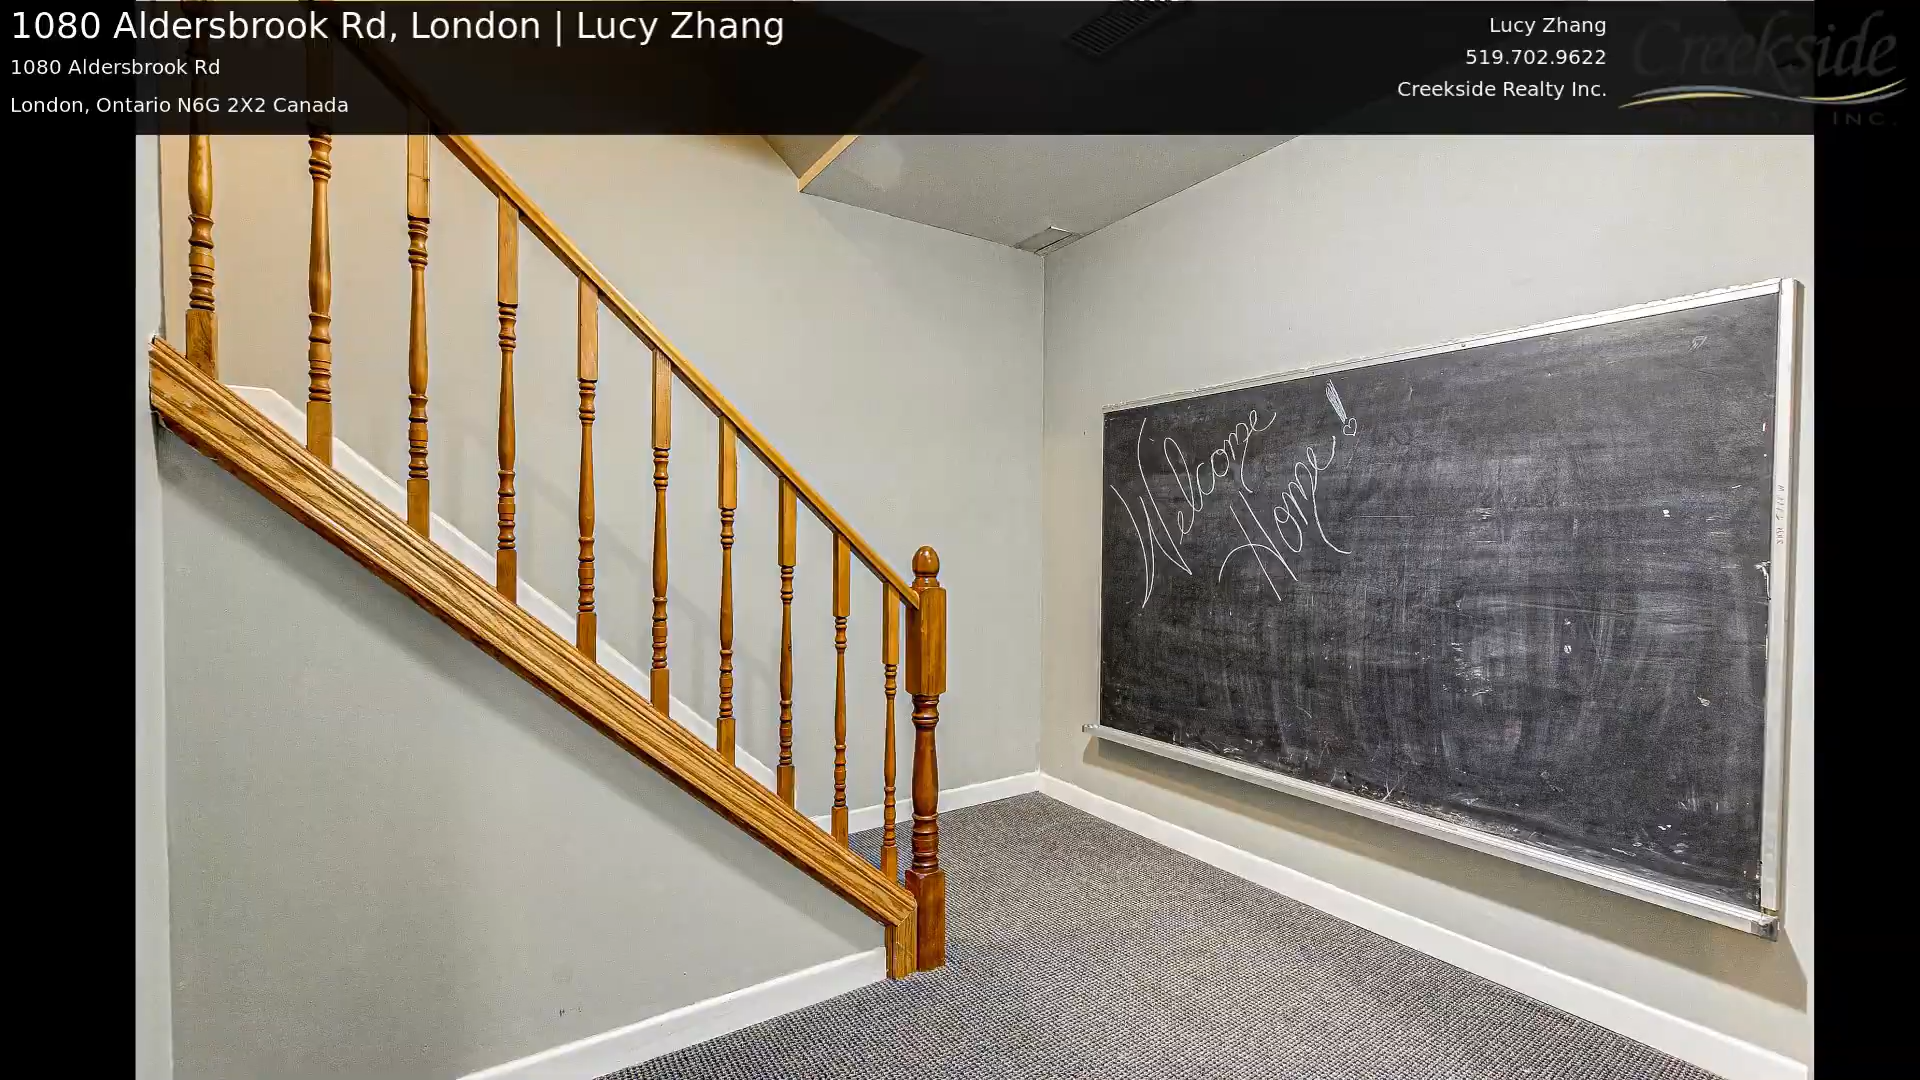 1080 Aldersbrook Rd, London | Lucy Zhang
1080 Aldersbrook Rd
London, Ontario N6G 2X2 Canada
Lucy Zhang
519.702.9622
Creekside Realty Inc.
Creekside
REALTY INC.
Welcome
Home!